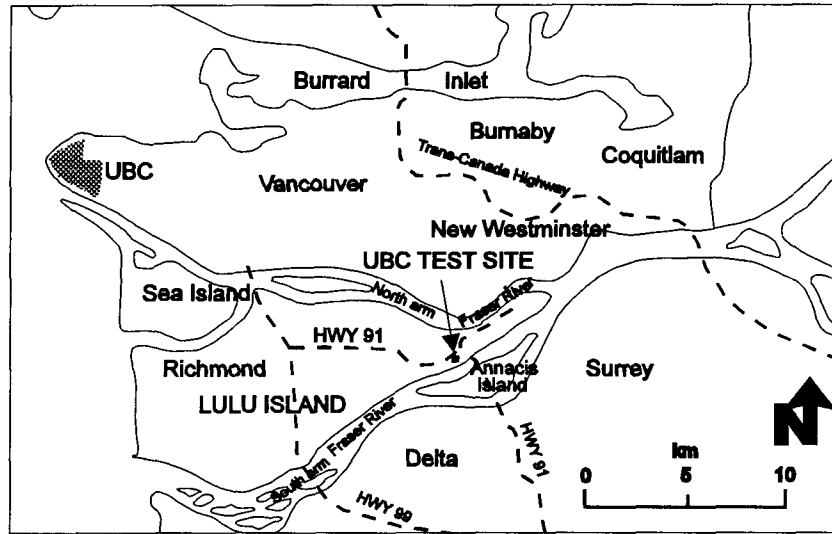 Burrard Inlet
Burnaby
Trans-Canada Highway
Coquitlam
UBC
Vancouver
New Westminster
UBC TEST SITE
Sea Island
North arm Fraser River
HWY 91
Richmond
Annacis
Island
Surrey
LULU ISLAND
South arm Fraser River
HWY 91
Delta
HWY 99
N
km
0 5 10